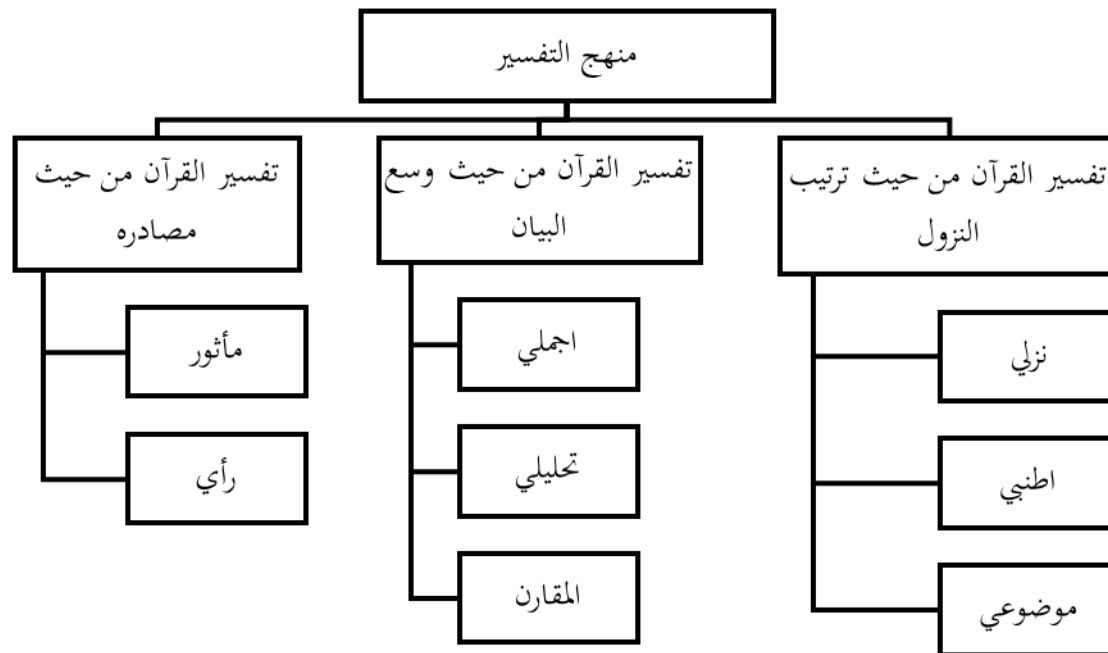 منهج التفسير
تفسير القرآن من حيث ترتيب
النزول
نزلي
اطنبي
موضوعي
تفسير القرآن من حيث وسع
البيان
اجملي
تحليلي
المقارن
تفسير القرآن من حيث
مصادره
مأثور
رأي